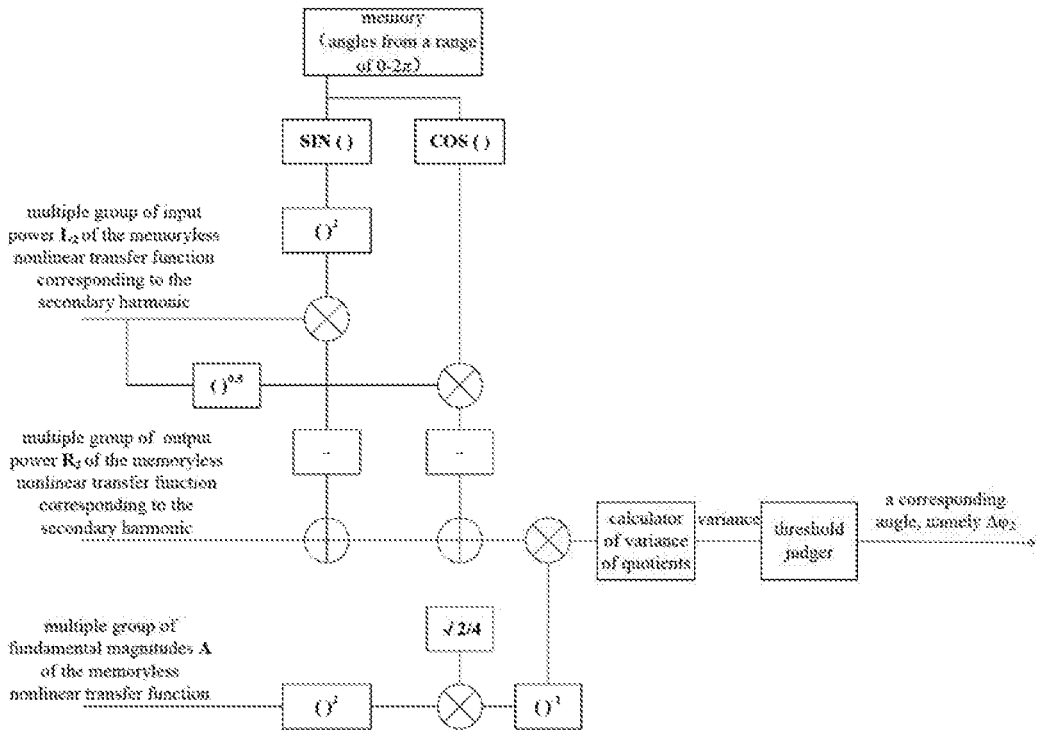 memory
(angles from a range
of 0-2π)
SIN ( )
COS ( )
multiple group of input
power L₂ of the memoryless
nonlinear transfer function
corresponding to the
secondary harmonic
( )²
( )⁰·⁵
multiple group of output
power of the memoryless
nonlinear transfer function
corresponding to the
secondary harmonic
-
-
calculator
of variance
of quotients
variance
threshold
judger
a corresponding
angle, namely Δφ₂
multiple group of
fundamental magnitudes A
of the memoryless
nonlinear transfer function
√2/4
( )²